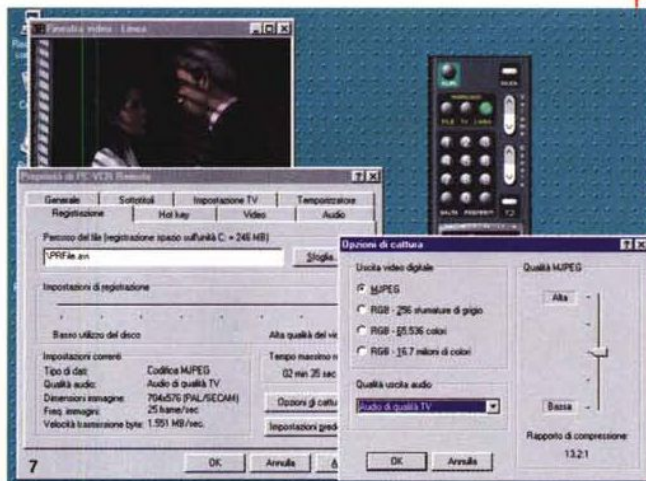 Finestra video - Linea
Proprietà di PC-VCR Remote
Generale
Sottotitoli
Impostazione TV
Temporizzatore
Registrazione
Hot key
Video
Audio
Percorso del file (registrazione spazio sull'unità C: = 246 MB)
\PRFile.avi
Sfoglia...
Impostazioni di registrazione
Basso utilizzo del disco
Alta qualità del
Impostazioni correnti
Tipo di dati: Codifica MJPEG
Qualità audio: Audio di qualità TV
Dimensioni immagine: 704x576 (PAL/SECAM)
Freq. immagini: 25 frame/sec
Velocità trasmissione byte: 1.551 MB/sec.
Tempo massimo
02 min 35 sec
Opzioni di cattu
Impostazioni
OK
Annulla
7
Opzioni di cattura
Uscita video digitale
MJPEG
RGB - 256 sfumature di grigio
RGB - 65.536 colori
RGB - 16.7 milioni di colori
Qualità uscita audio
Audio di qualità TV
OK
Annulla
Qualità MJPEG
Alta
Bassa
Rapporto di compressione:
13.2:1